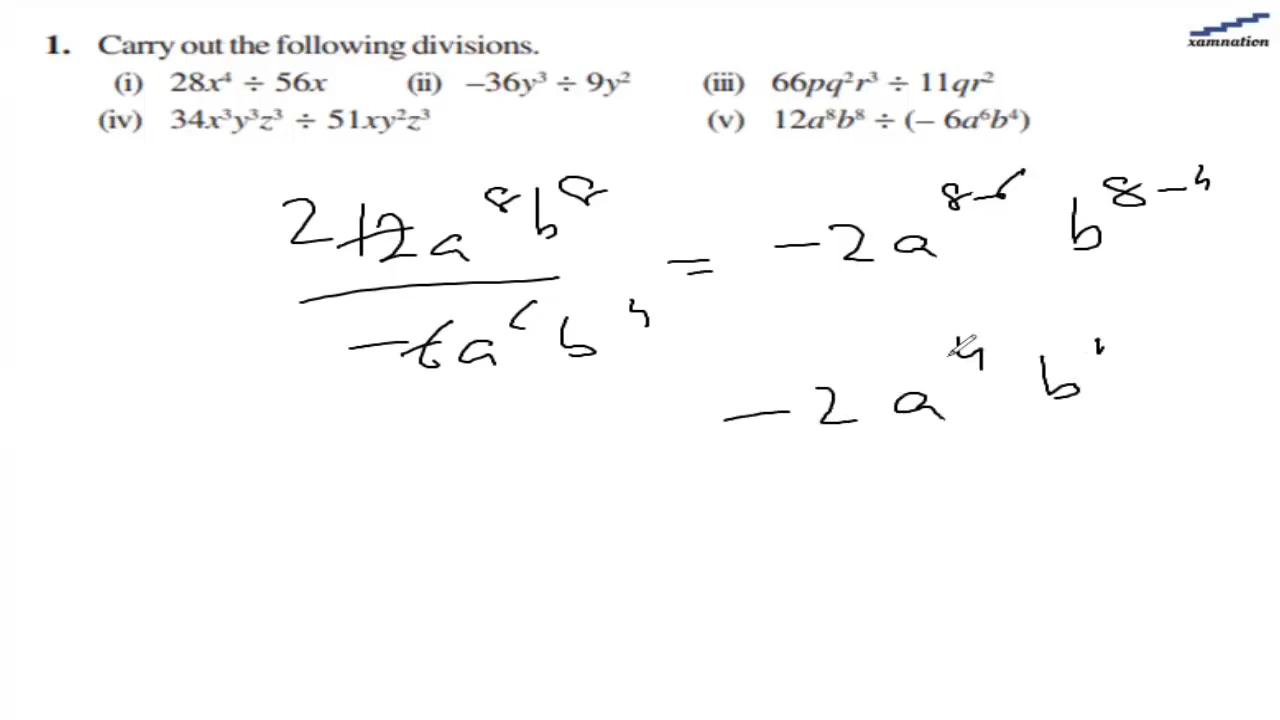 xamnation
1. Carry out the following divisions.
(i) 28x⁴ ÷ 56x (ii) –36y³ ÷ 9y² (iii) 66pq²r³ ÷ 11qr²
(iv) 34x³y³z³ ÷ 51xy²z³ (v) 12a⁸b⁸ ÷ (– 6a⁶b⁴)
2 12a⁸b⁸
-6a⁶b⁴
= -2a⁸⁻⁶ b⁸⁻⁴
-2a⁴ b